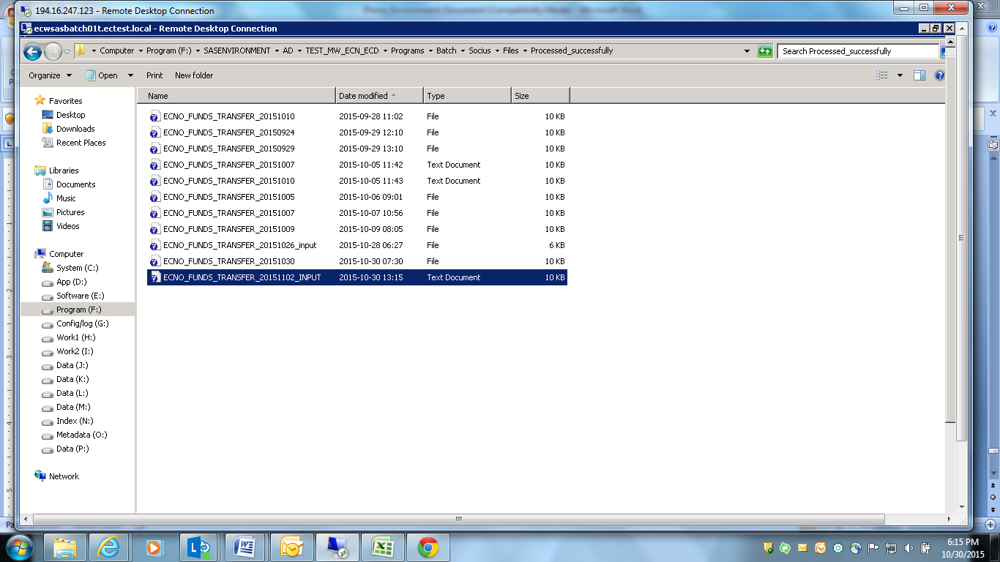 194.16.247.123 - Remote Desktop Connection
ecwsasbatch01t.ectest.local - Remote Desktop Connection
Computer Program (F:) SASENVIRONMENT AD TEST_MW_ECN_ECD Programs Batch Socius Files Processed_successfully
Search Processed_successfully
Organize Open Print New folder
Favorites
Desktop
Downloads
Recent Places
Libraries
Documents
Music
Pictures
Videos
Computer
System (C:)
App (D:)
Software (E:)
Program (F:)
Config/log (G:)
Work1 (H:)
Work2 (I:)
Data (J:)
Data (K:)
Data (L:)
Data (M:)
Index (N:)
Metadata (O:)
Data (P:)
Network
Name Date modified Type Size
ECNO_FUNDS_TRANSFER_20151010 2015-09-28 11:02 File 10 KB
ECNO_FUNDS_TRANSFER_20150924 2015-09-29 12:10 File 10 KB
ECNO_FUNDS_TRANSFER_20150929 2015-09-29 13:10 File 10 KB
ECNO_FUNDS_TRANSFER_20151007 2015-10-05 11:42 Text Document 10 KB
ECNO_FUNDS_TRANSFER_20151010 2015-10-05 11:43 Text Document 10 KB
ECNO_FUNDS_TRANSFER_20151005 2015-10-06 09:01 File 10 KB
ECNO_FUNDS_TRANSFER_20151007 2015-10-07 10:56 File 10 KB
ECNO_FUNDS_TRANSFER_20151009 2015-10-09 08:05 File 10 KB
ECNO_FUNDS_TRANSFER_20151026_input 2015-10-28 06:27 File 6 KB
ECNO_FUNDS_TRANSFER_20151030 2015-10-30 07:30 File 10 KB
ECNO_FUNDS_TRANSFER_20151102_INPUT 2015-10-30 13:15 Text Document 10 KB
6:15 PM
10/30/2015